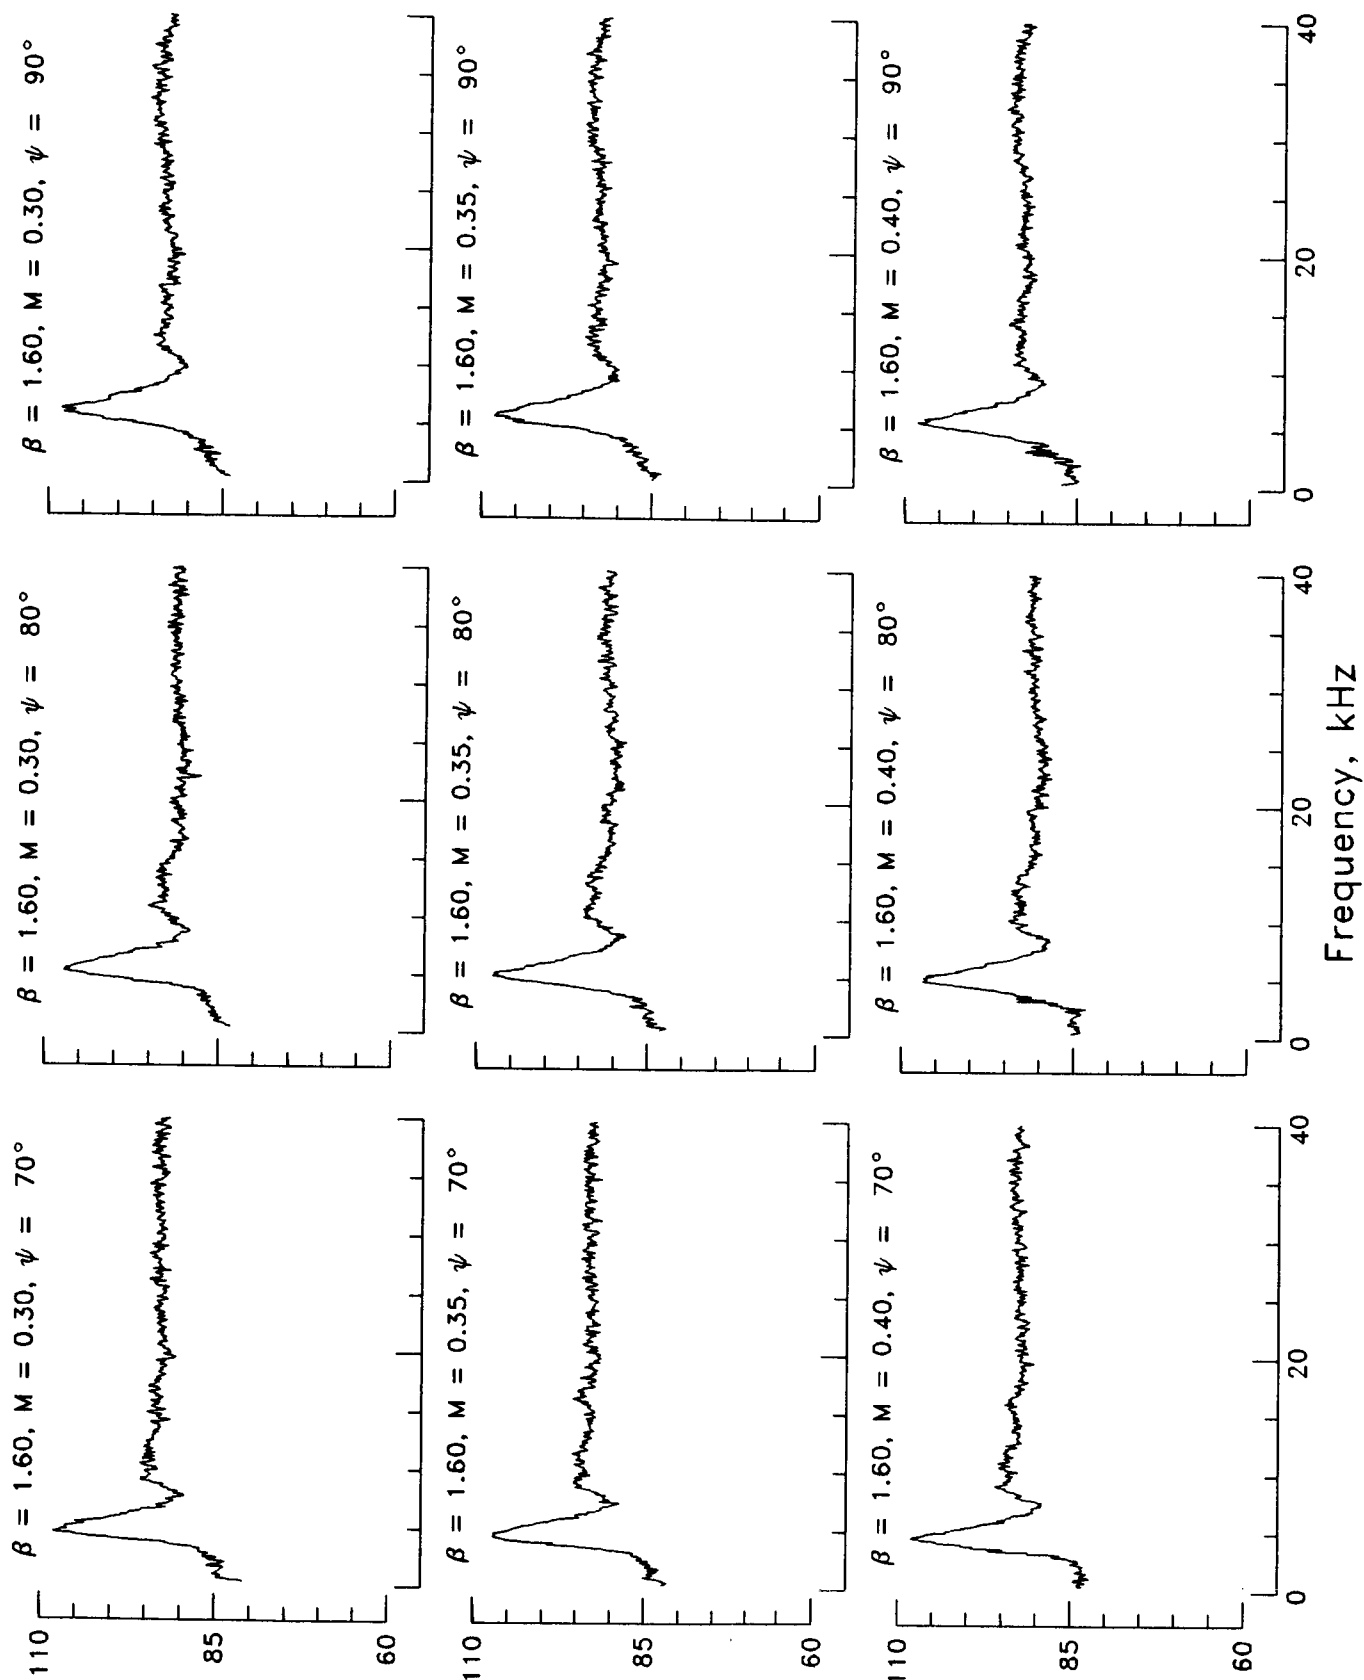 β = 1.60, M = 0.30, ψ = 70°
β = 1.60, M = 0.30, ψ = 80°
β = 1.60, M = 0.30, ψ = 90°
110
85
60
β = 1.60, M = 0.35, ψ = 70°
β = 1.60, M = 0.35, ψ = 80°
β = 1.60, M = 0.35, ψ = 90°
110
85
60
β = 1.60, M = 0.40, ψ = 70°
β = 1.60, M = 0.40, ψ = 80°
β = 1.60, M = 0.40, ψ = 90°
110
85
60
0 20 40
0 20 40
0 20 40
Frequency, kHz